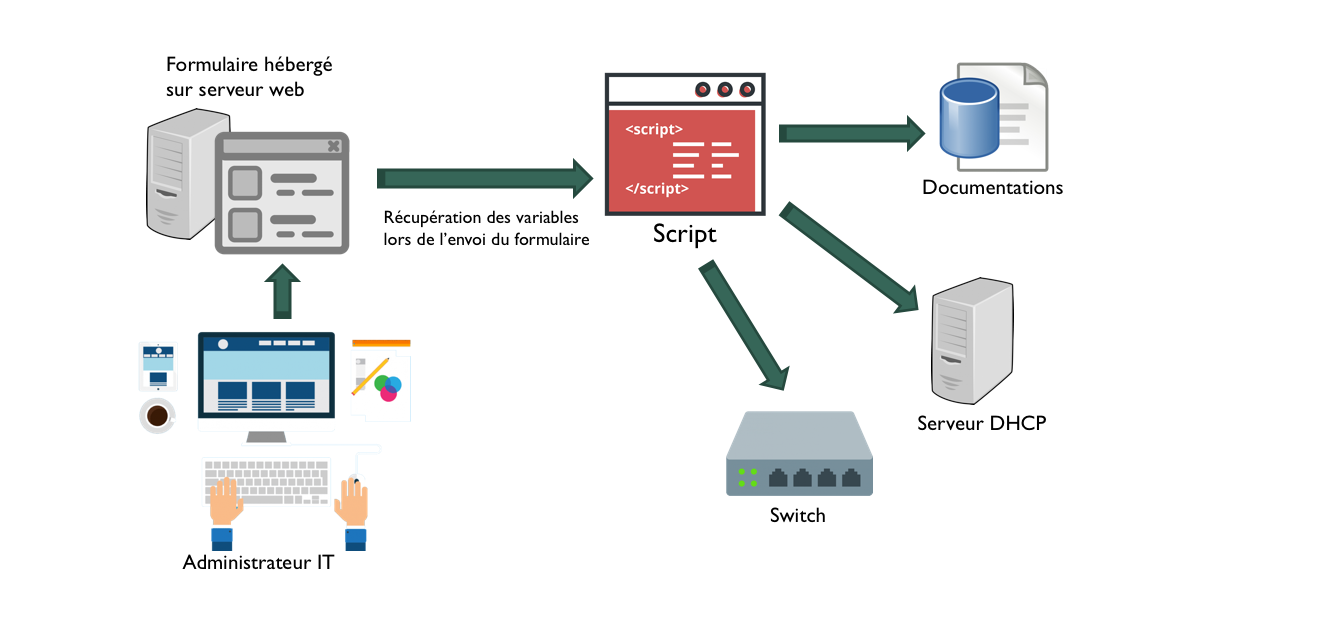 Formulaire hébergé
sur serveur web
<script>
</script>
Script
Récupération des variables
lors de l’envoi du formulaire
Documentations
Serveur DHCP
Switch
Administrateur IT